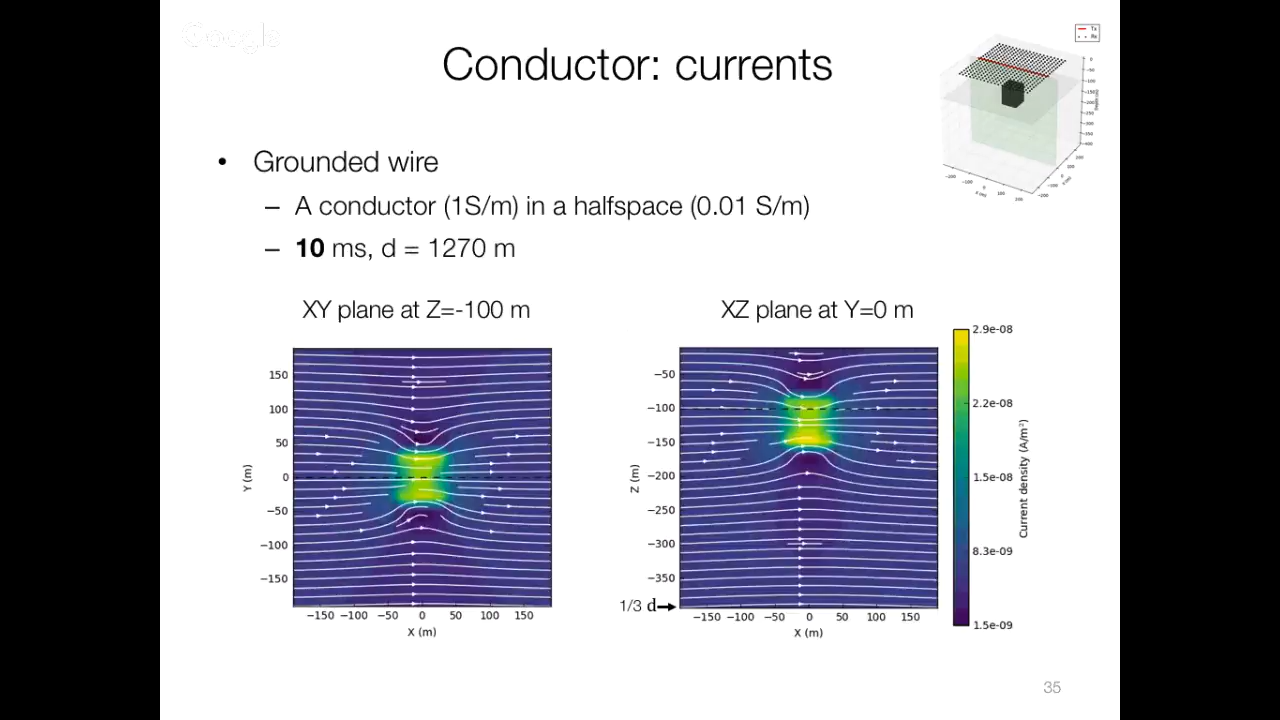 Google
Conductor: currents
Tx
Rx
• Grounded wire
– A conductor (1S/m) in a halfspace (0.01 S/m)
– 10 ms, d = 1270 m
XY plane at Z=-100 m
XZ plane at Y=0 m
150
100
50
0
−50
−100
−150
Y (m)
−150 −100 −50 0 50 100 150
X (m)
−50
−100
−150
−200
−250
−300
−350
Z (m)
1/3 d
−150 −100 −50 0 50 100 150
X (m)
2.9e-08
2.2e-08
1.5e-08
8.3e-09
1.5e-09
Current density (A/m²)
35